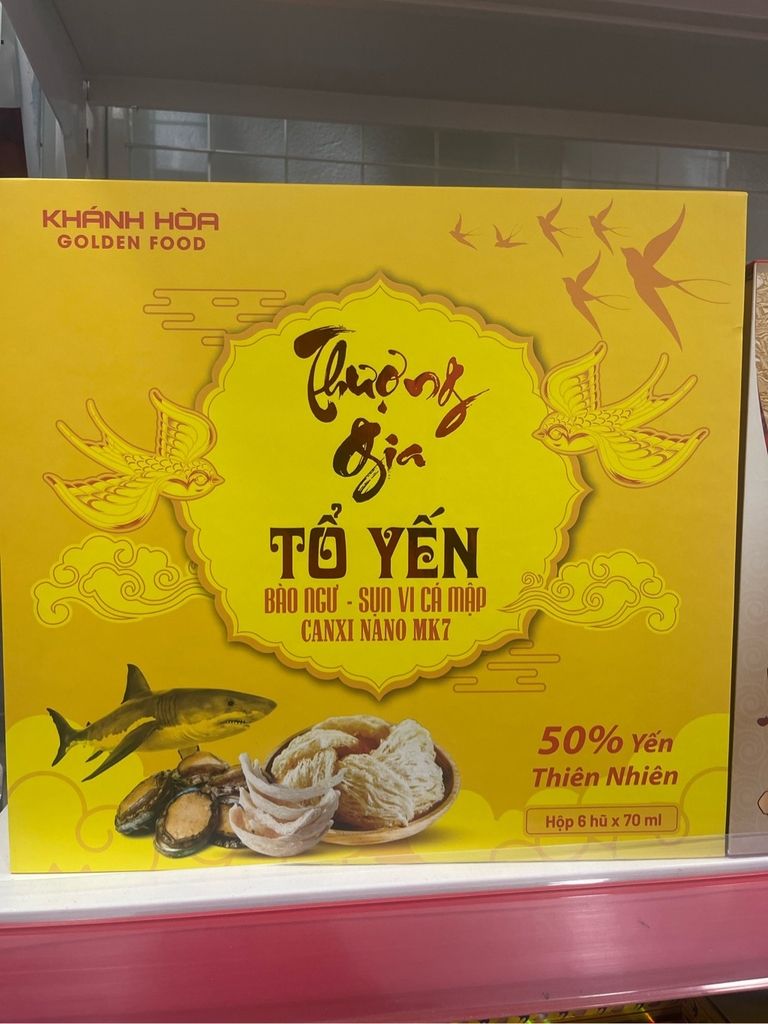 KHÁNH HÒA
GOLDEN FOOD
Thượng
Gia
TỔ YẾN
BÀO NGƯ - SỤN VI CÁ MẬP
CANXI NANO MK7
50% Yến
Thiên Nhiên
Hộp 6 hũ x 70 ml